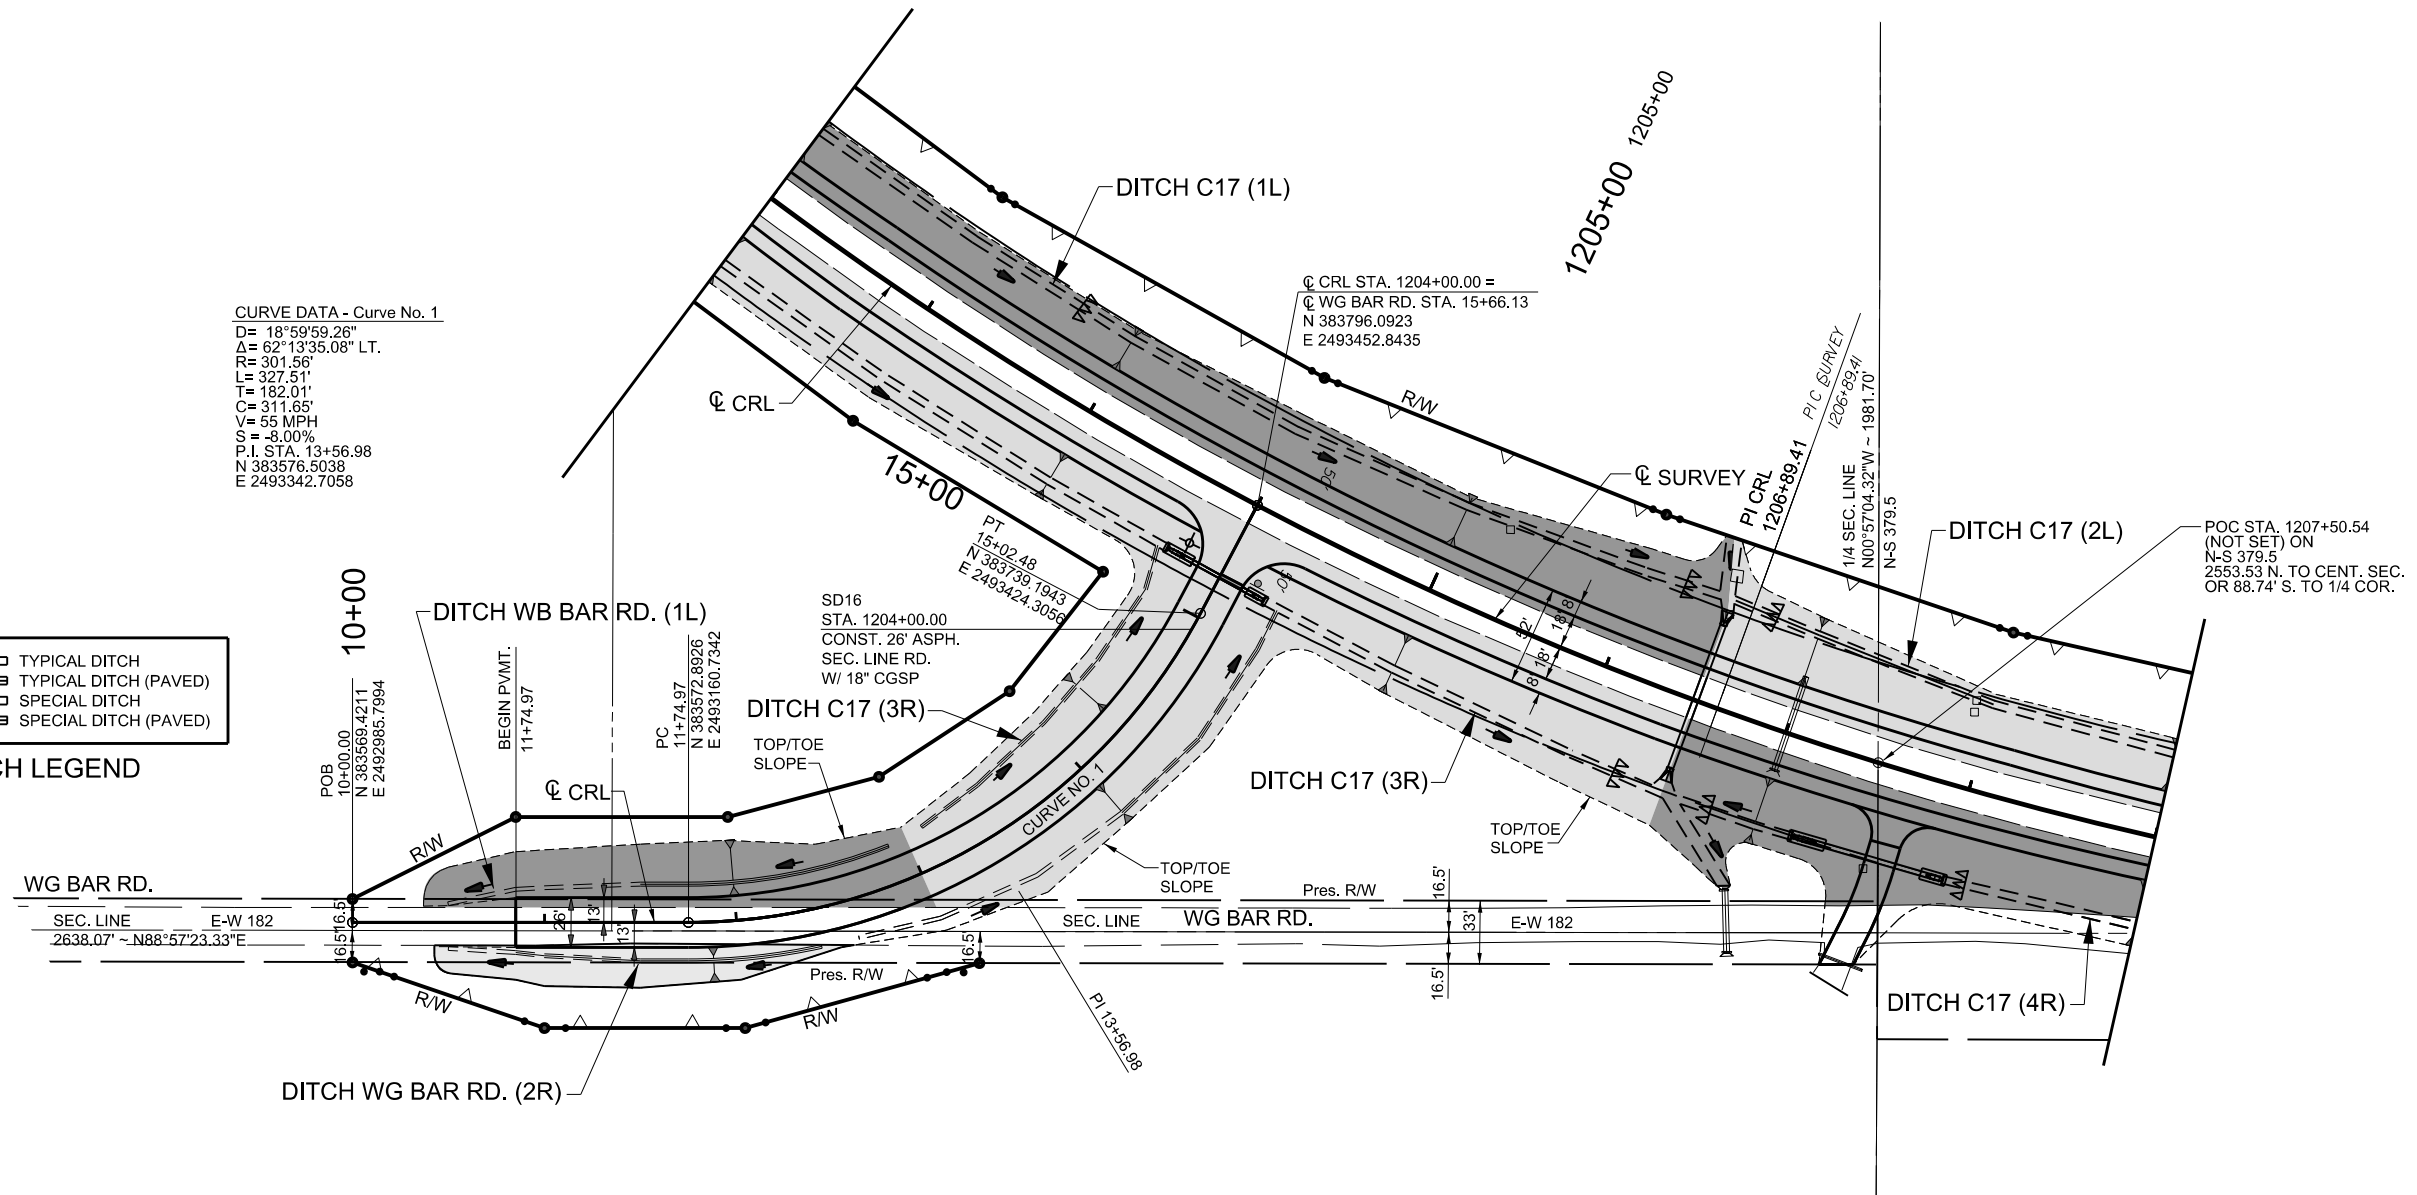 1205+00
1205+00
DITCH C17 (1L)
℄ CRL STA. 1204+00.00 =
℄ WG BAR RD. STA. 15+66.13
N 383796.0923
E 2493452.8435
CURVE DATA - Curve No. 1
D= 18°59'59.26"
Δ= 62°13'35.08" LT.
R= 301.56'
L= 327.51'
T= 182.01'
C= 311.65'
V= 55 MPH
S = -8.00%
P.I. STA. 13+56.98
N 383576.5038
E 2493342.7058
℄ CRL
R/W
15+00
50'
℄ SURVEY
PI CRL
1206+89.41
PI C SURVEY
1206+89.41
1/4 SEC. LINE
N00°57'04.32"W ~ 1981.70'
N-S 379.5
DITCH C17 (2L)
POC STA. 1207+50.54
(NOT SET) ON
N-S 379.5
2553.53 N. TO CENT. SEC.
OR 88.74' S. TO 1/4 COR.
PT
15+02.48
N 383739.1943
E 2493424.3056
SD16
STA. 1204+00.00
CONST. 26' ASPH.
SEC. LINE RD.
W/ 18" CGSP
50'
52'
18'
8
18'
8
10+00
DITCH WB BAR RD. (1L)
TYPICAL DITCH
TYPICAL DITCH (PAVED)
SPECIAL DITCH
SPECIAL DITCH (PAVED)
CH LEGEND
POB
10+00.00
N 383569.4211
E 2492985.7994
BEGIN PVMT.
11+74.97
PC
11+74.97
N 383572.8926
E 2493160.7342
DITCH C17 (3R)
TOP/TOE
SLOPE
℄ CRL
CURVE NO. 1
DITCH C17 (3R)
TOP/TOE
SLOPE
TOP/TOE
SLOPE
R/W
WG BAR RD.
SEC. LINE
E-W 182
2638.07' ~ N88°57'23.33"E
16.5'
16.5'
26'
13'
13'
Pres. R/W
16.5'
Pres. R/W
SEC. LINE
WG BAR RD.
16.5'
33'
16.5'
E-W 182
R/W
R/W
PI 13+56.98
DITCH C17 (4R)
DITCH WG BAR RD. (2R)